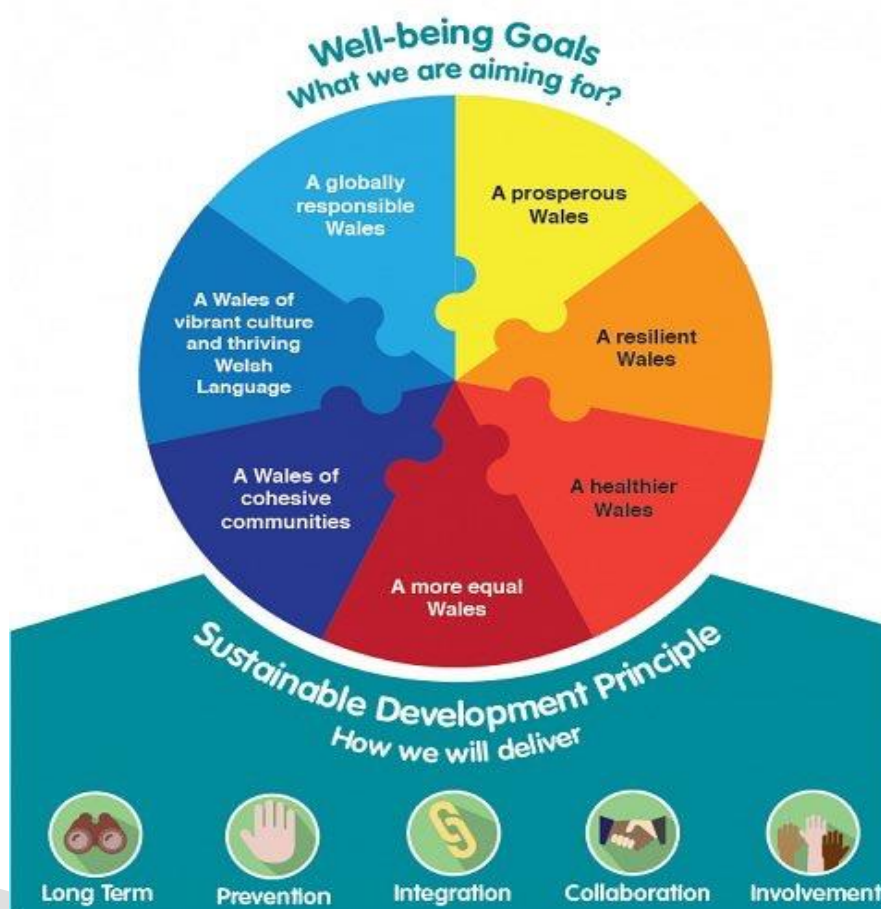 Well-being Goals
What we are aiming for?
A globally
responsible
Wales
A prosperous
Wales
A Wales of
vibrant culture
and thriving
Welsh
Language
A resilient
Wales
A Wales of
cohesive
communities
A healthier
Wales
A more equal
Wales
Sustainable Development Principle
How we will deliver
Long Term
Prevention
Integration
Collaboration
Involvement